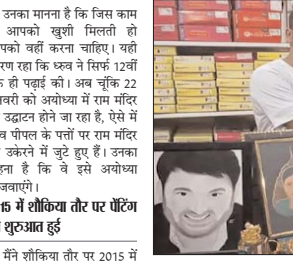 उनका मानना है कि जिस काम
आपको खुशी मिलती हो
पको वहीं करना चाहिए। यही
रण रहा कि ध्रुव ने सिर्फ 12वीं
क ही पढ़ाई की। अब चूंकि 22
नवरी को अयोध्या में राम मंदिर
उद्घाटन होने जा रहा है, ऐसे में
व पीपल के पत्तों पर राम मंदिर
उकेरने में जुटे हुए हैं। उनका
हना है कि वे इसे अयोध्या
जवाएंगे।
15 में शौकिया तौर पर पेंटिंग
शुरुआत हुई
मैंने शौकिया तौर पर 2015 में